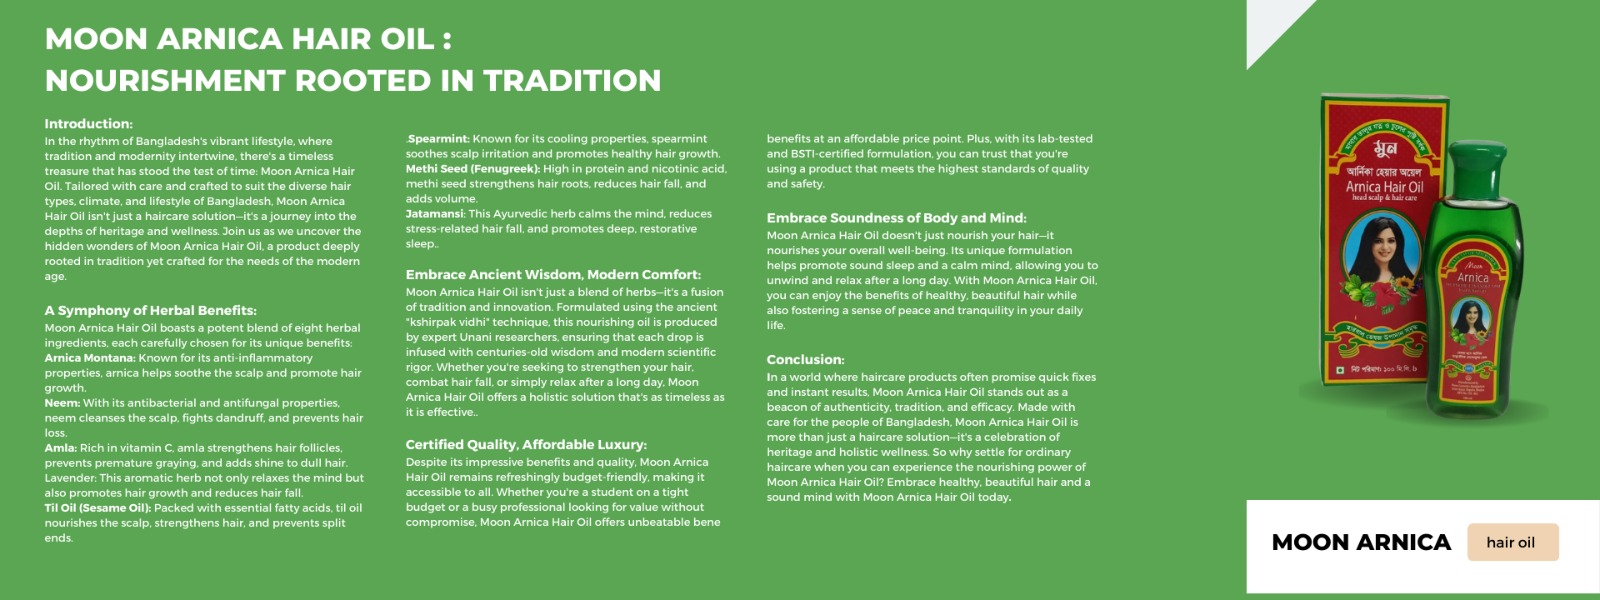 MOON ARNICA HAIR OIL :
NOURISHMENT ROOTED IN TRADITION
Introduction:
In the rhythm of Bangladesh's vibrant lifestyle, where
tradition and modernity intertwine, there's a timeless
treasure that has stood the test of time: Moon Arnica Hair
Oil. Tailored with care and crafted to suit the diverse hair
types, climate, and lifestyle of Bangladesh, Moon Arnica
Hair Oil isn't just a haircare solution—it's a journey into the
depths of heritage and wellness. Join us as we uncover the
hidden wonders of Moon Arnica Hair Oil, a product deeply
rooted in tradition yet crafted for the needs of the modern
age.
A Symphony of Herbal Benefits:
Moon Arnica Hair Oil boasts a potent blend of eight herbal
ingredients, each carefully chosen for its unique benefits:
Arnica Montana: Known for its anti-inflammatory
properties, arnica helps soothe the scalp and promote hair
growth.
Neem: With its antibacterial and antifungal properties,
neem cleanses the scalp, fights dandruff, and prevents hair
loss.
Amla: Rich in vitamin C, amla strengthens hair follicles,
prevents premature graying, and adds shine to dull hair.
Lavender: This aromatic herb not only relaxes the mind but
also promotes hair growth and reduces hair fall.
Til Oil (Sesame Oil): Packed with essential fatty acids, til oil
nourishes the scalp, strengthens hair, and prevents split
ends.
.Spearmint: Known for its cooling properties, spearmint
soothes scalp irritation and promotes healthy hair growth.
Methi Seed (Fenugreek): High in protein and nicotinic acid,
methi seed strengthens hair roots, reduces hair fall, and
adds volume.
Jatamansi: This Ayurvedic herb calms the mind, reduces
stress-related hair fall, and promotes deep, restorative
sleep..
Embrace Ancient Wisdom, Modern Comfort:
Moon Arnica Hair Oil isn't just a blend of herbs—it's a fusion
of tradition and innovation. Formulated using the ancient
"kshirpak vidhi" technique, this nourishing oil is produced
by expert Unani researchers, ensuring that each drop is
infused with centuries-old wisdom and modern scientific
rigor. Whether you're seeking to strengthen your hair,
combat hair fall, or simply relax after a long day, Moon
Arnica Hair Oil offers a holistic solution that's as timeless as
it is effective..
Certified Quality, Affordable Luxury:
Despite its impressive benefits and quality, Moon Arnica
Hair Oil remains refreshingly budget-friendly, making it
accessible to all. Whether you're a student on a tight
budget or a busy professional looking for value without
compromise, Moon Arnica Hair Oil offers unbeatable bene
benefits at an affordable price point. Plus, with its lab-tested
and BSTI-certified formulation, you can trust that you're
using a product that meets the highest standards of quality
and safety.
Embrace Soundness of Body and Mind:
Moon Arnica Hair Oil doesn't just nourish your hair—it
nourishes your overall well-being. Its unique formulation
helps promote sound sleep and a calm mind, allowing you to
unwind and relax after a long day. With Moon Arnica Hair Oil,
you can enjoy the benefits of healthy, beautiful hair while
also fostering a sense of peace and tranquility in your daily
life.
Conclusion:
In a world where haircare products often promise quick fixes
and instant results, Moon Arnica Hair Oil stands out as a
beacon of authenticity, tradition, and efficacy. Made with
care for the people of Bangladesh, Moon Arnica Hair Oil is
more than just a haircare solution—it's a celebration of
heritage and holistic wellness. So why settle for ordinary
haircare when you can experience the nourishing power of
Moon Arnica Hair Oil? Embrace healthy, beautiful hair and a
sound mind with Moon Arnica Hair Oil today.
মুন
আর্নিকা হেয়ার অয়েল
Arnica Hair Oil
head scalp & hair care
নিট পরিমাণ: ১০০ মি.লি.
Moon
Arnica
MOON ARNICA
hair oil